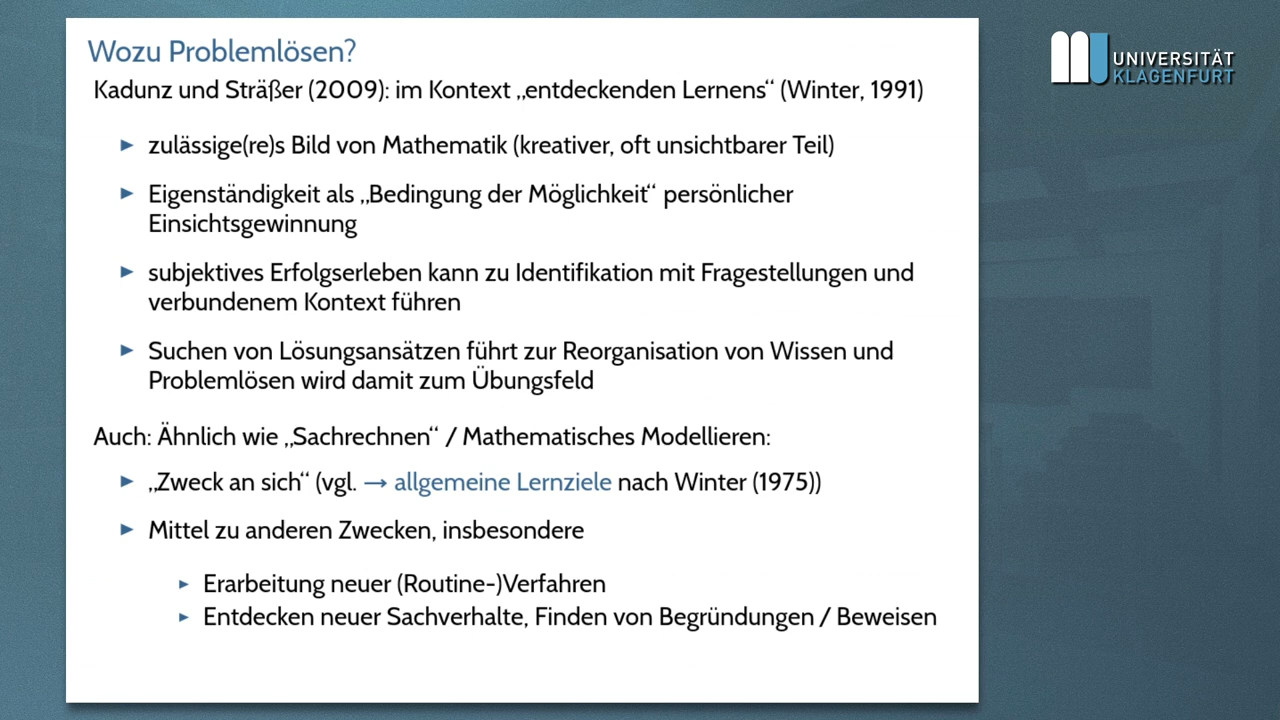 Wozu Problemlösen?
Kadunz und Sträßer (2009): im Kontext „entdeckenden Lernens“ (Winter, 1991)
▶ zulässige(re)s Bild von Mathematik (kreativer, oft unsichtbarer Teil)
▶ Eigenständigkeit als „Bedingung der Möglichkeit“ persönlicher
Einsichtsgewinnung
▶ subjektives Erfolgserleben kann zu Identifikation mit Fragestellungen und
verbundenem Kontext führen
▶ Suchen von Lösungsansätzen führt zur Reorganisation von Wissen und
Problemlösen wird damit zum Übungsfeld
Auch: Ähnlich wie „Sachrechnen“ / Mathematisches Modellieren:
▶ „Zweck an sich“ (vgl. → allgemeine Lernziele nach Winter (1975))
▶ Mittel zu anderen Zwecken, insbesondere
▶ Erarbeitung neuer (Routine-)Verfahren
▶ Entdecken neuer Sachverhalte, Finden von Begründungen / Beweisen
UNIVERSITÄT
KLAGENFURT